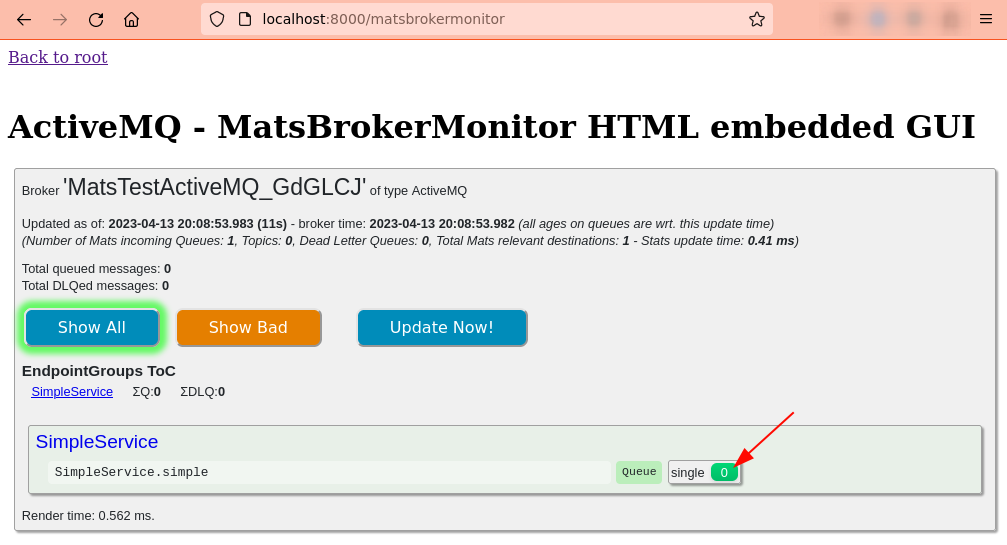 localhost:8000/matsbrokermonitor
Back to root
ActiveMQ - MatsBrokerMonitor HTML embedded GUI
Broker 'MatsTestActiveMQ_GdGLCJ' of type ActiveMQ
Updated as of: 2023-04-13 20:08:53.983 (11s) - broker time: 2023-04-13 20:08:53.982 (all ages on queues are wrt. this update time)
(Number of Mats incoming Queues: 1, Topics: 0, Dead Letter Queues: 0, Total Mats relevant destinations: 1 - Stats update time: 0.41 ms)
Total queued messages: 0
Total DLQed messages: 0
Show All Show Bad Update Now!
EndpointGroups ToC
SimpleService ΣQ:0 ΣDLQ:0
SimpleService
SimpleService.simple Queue single 0
Render time: 0.562 ms.